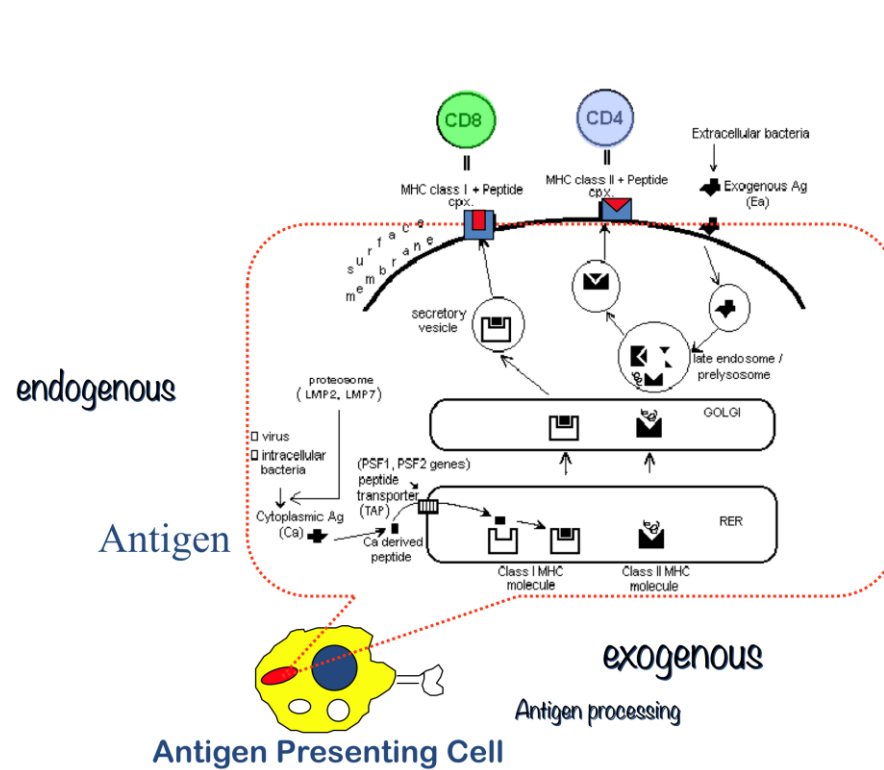 CD8
CD4
Extracellular bacteria
MHC class I + Peptide
cpx.
MHC class II + Peptide
cpx.
Exogenous Ag
(Ea)
surface
membrane
secretory
vesicle
late endosome /
prelysosome
endogenous
proteosome
( LMP2, LMP7)
GOLGI
virus
intracellular
bacteria
(PSF1, PSF2 genes)
peptide
transporter
(TAP)
Cytoplasmic Ag
(Ca)
Antigen
Ca derived
peptide
RER
Class I MHC
molecule
Class II MHC
molecule
exogenous
Antigen processing
Antigen Presenting Cell